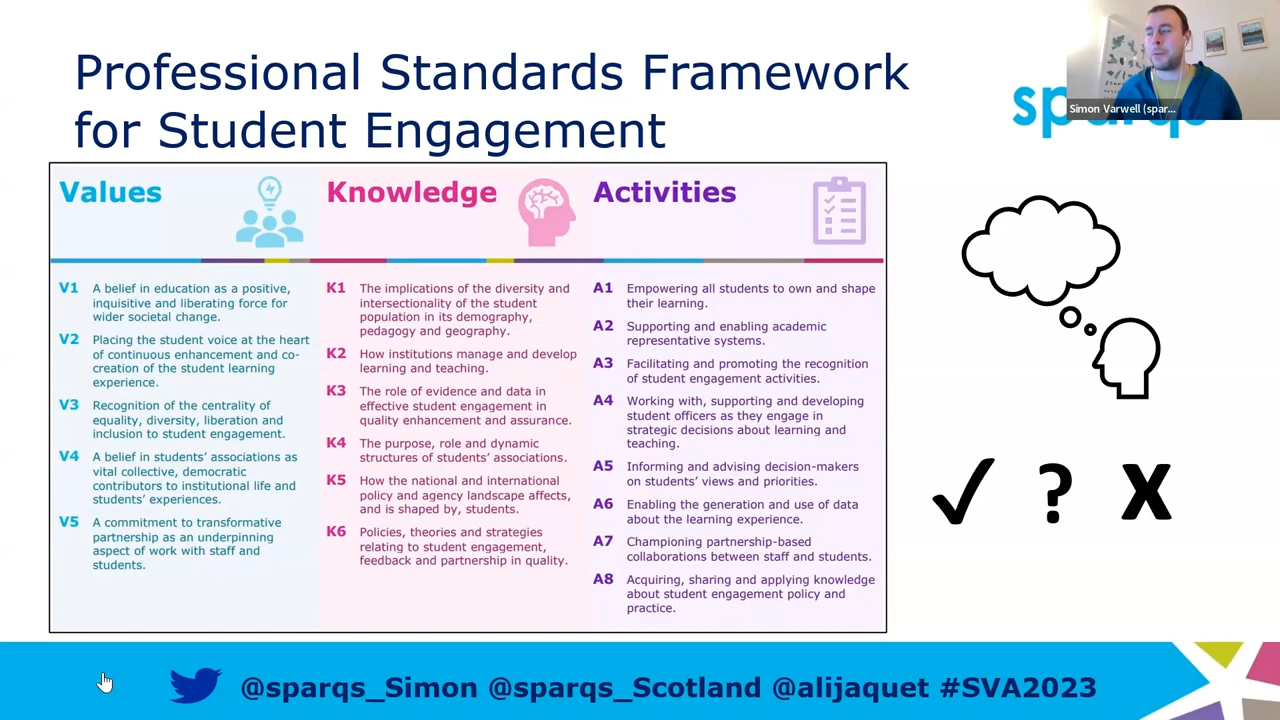 Professional Standards Framework
for Student Engagement
sparqs
Simon Varwell (spar...
Values
V1 A belief in education as a positive,
inquisitive and liberating force for
wider societal change.
V2 Placing the student voice at the heart
of continuous enhancement and co-
creation of the student learning
experience.
V3 Recognition of the centrality of
equality, diversity, liberation and
inclusion to student engagement.
V4 A belief in students’ associations as
vital collective, democratic
contributors to institutional life and
students’ experiences.
V5 A commitment to transformative
partnership as an underpinning
aspect of work with staff and
students.
Knowledge
K1 The implications of the diversity and
intersectionality of the student
population in its demography,
pedagogy and geography.
K2 How institutions manage and develop
learning and teaching.
K3 The role of evidence and data in
effective student engagement in
quality enhancement and assurance.
K4 The purpose, role and dynamic
structures of students’ associations.
K5 How the national and international
policy and agency landscape affects,
and is shaped by, students.
K6 Policies, theories and strategies
relating to student engagement,
feedback and partnership in quality.
Activities
A1 Empowering all students to own and shape
their learning.
A2 Supporting and enabling academic
representative systems.
A3 Facilitating and promoting the recognition
of student engagement activities.
A4 Working with, supporting and developing
student officers as they engage in
strategic decisions about learning and
teaching.
A5 Informing and advising decision-makers
on students’ views and priorities.
A6 Enabling the generation and use of data
about the learning experience.
A7 Championing partnership-based
collaborations between staff and students.
A8 Acquiring, sharing and applying knowledge
about student engagement policy and
practice.
✓ ? X
@sparqs_Simon @sparqs_Scotland @alijaquet #SVA2023